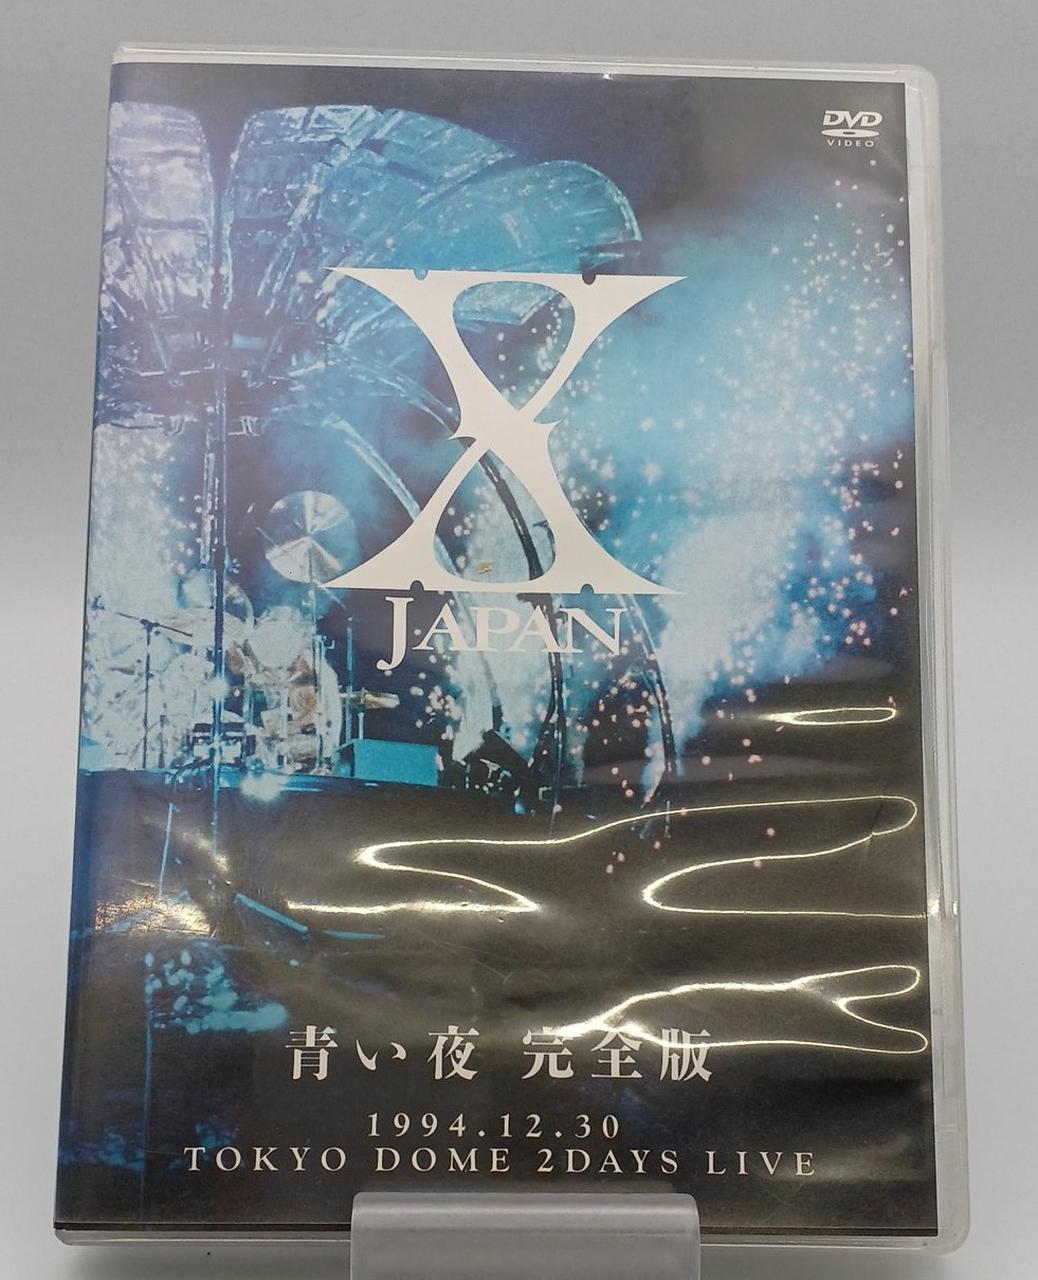 DVD
VIDEO
X
JAPAN
青い夜 完全版
1994.12.30
TOKYO DOME 2DAYS LIVE